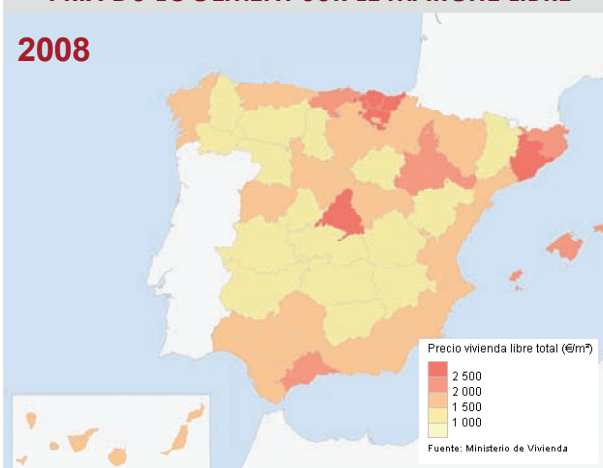 2008
Precio vivienda libre total (€/m²)
2 500
2 000
1 500
1 000
Fuente: Ministerio de Vivienda